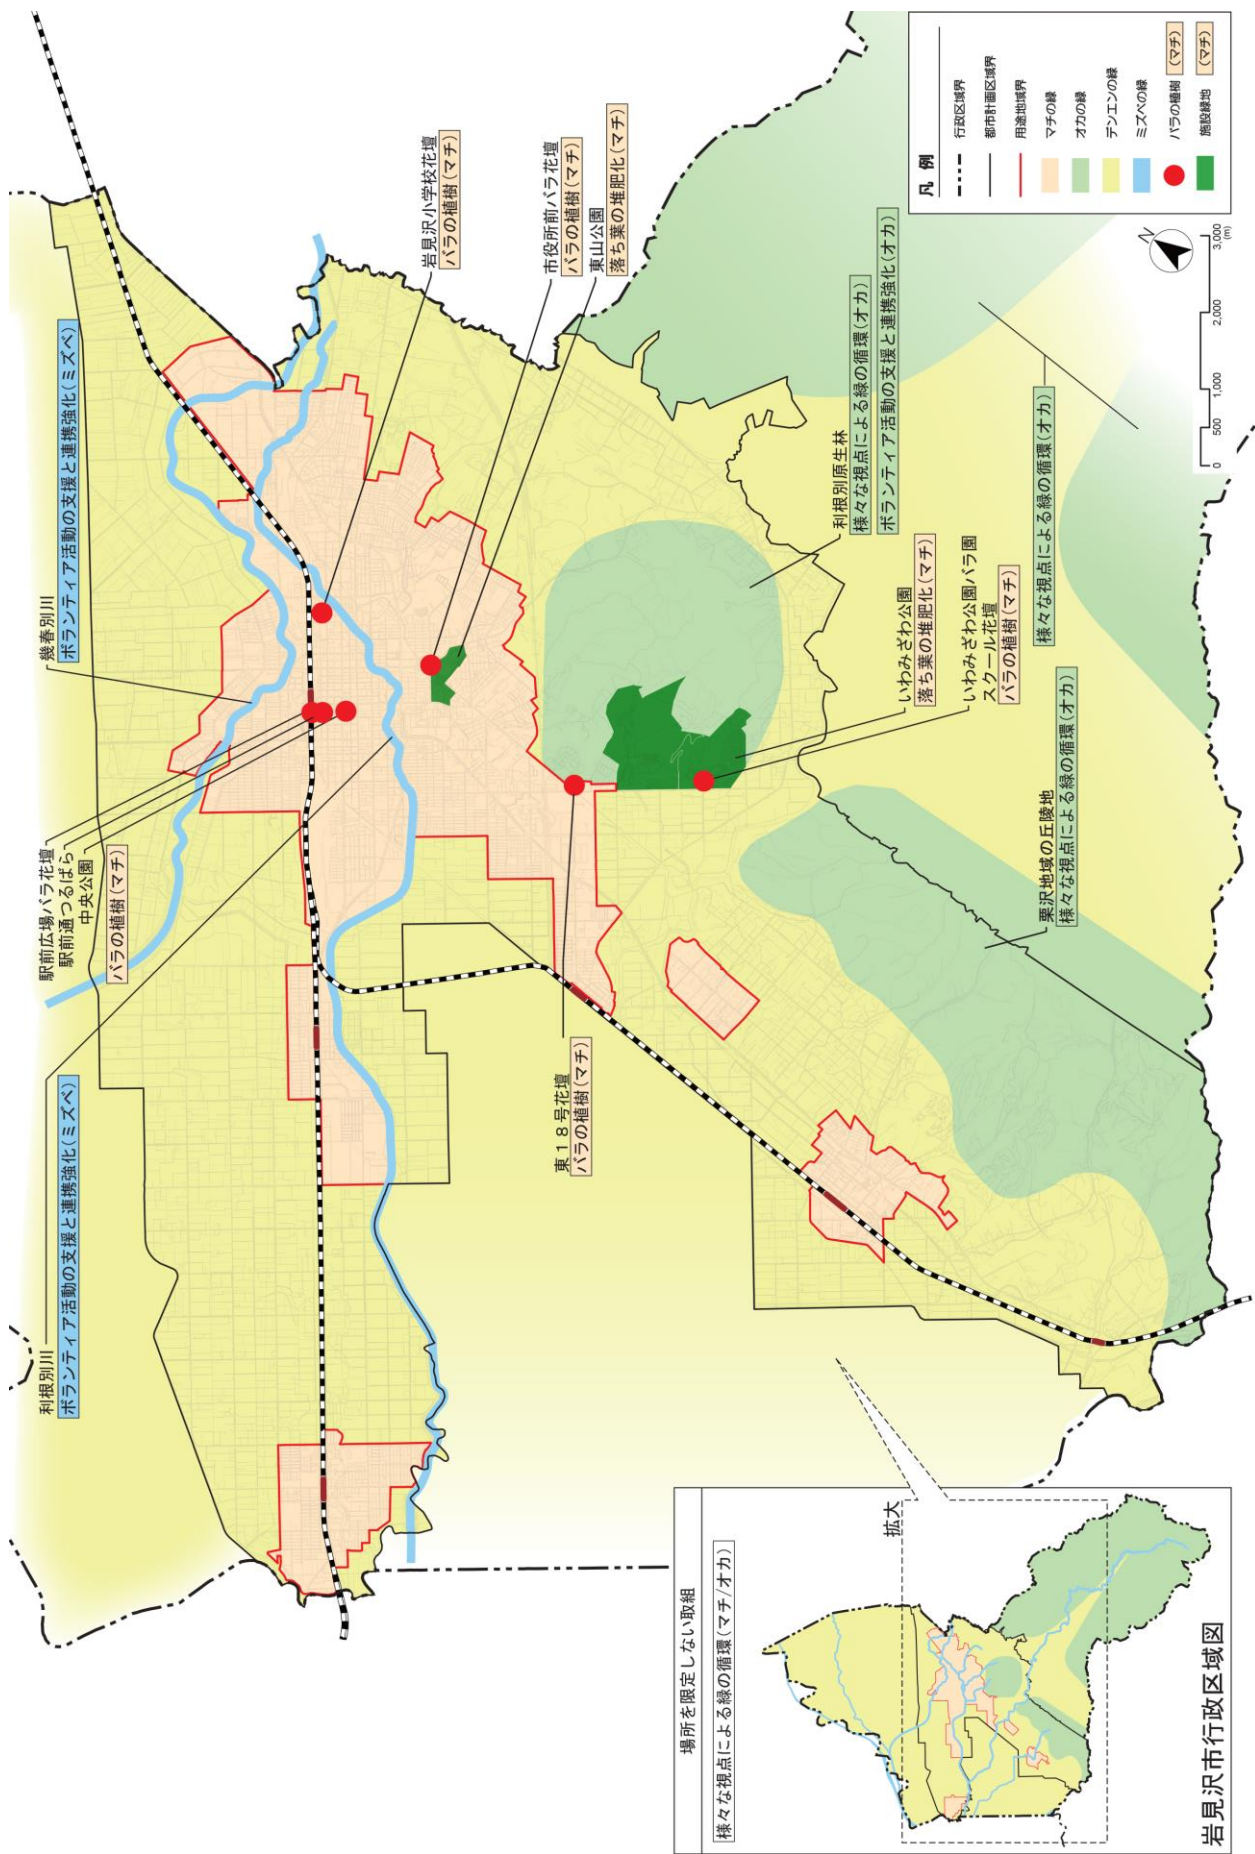 利根別川
ボランティア活動の支援と連携強化(ミズベ)
駅前広場バラ花壇
駅前通つるばら
中央公園
バラの植樹(マチ)
幾春別川
ボランティア活動の支援と連携強化(ミズベ)
岩見沢小学校花壇
バラの植樹(マチ)
市役所前バラ花壇
バラの植樹(マチ)
東山公園
落ち葉の堆肥化(マチ)
東18号花壇
バラの植樹(マチ)
利根別原生林
様々な視点による緑の循環(オカ)
ボランティア活動の支援と連携強化(オカ)
いわみざわ公園
落ち葉の堆肥化(マチ)
いわみざわ公園バラ園
スクール花壇
バラの植樹(マチ)
様々な視点による緑の循環(オカ)
栗沢地域の丘陵地
様々な視点による緑の循環(オカ)
凡例
行政区域界
都市計画区域界
用途地域界
マチの緑
オカの緑
デンエンの緑
ミズベの緑
バラの植樹 (マチ)
施設緑地 (マチ)
N
0 500 1,000 2,000 3,000
(m)
場所を限定しない取組
様々な視点による緑の循環(マチ/オカ)
拡大
岩見沢市行政区域図